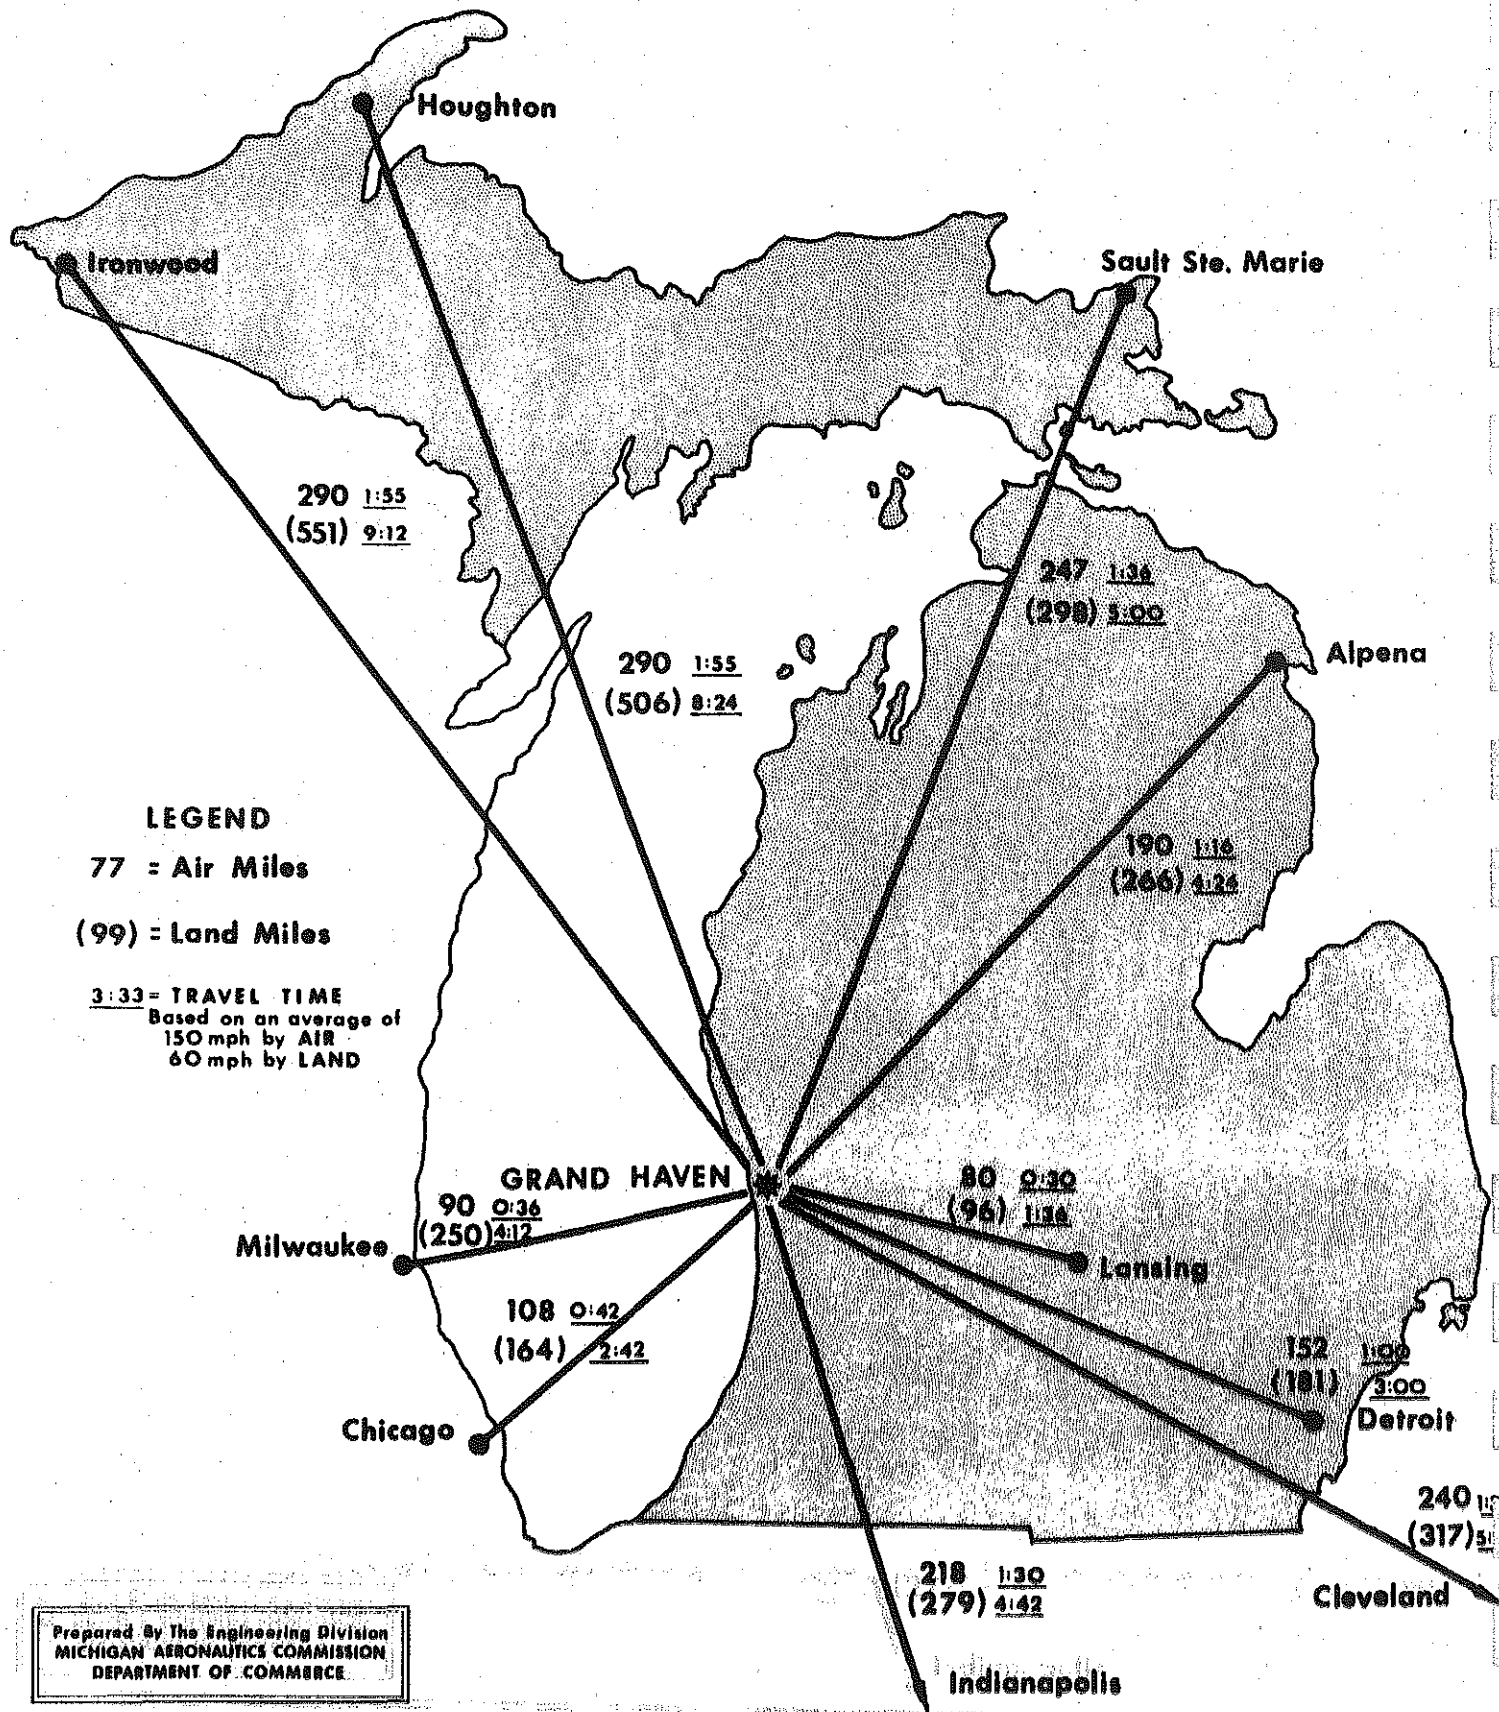 Houghton
Ironwood
Sault Ste. Marie
290 1:55
(551) 9:12
247 1:36
(298) 5:00
290 1:55
(506) 8:24
Alpena
LEGEND
77 = Air Miles
(99) = Land Miles
3:33 = TRAVEL TIME
Based on an average of
150 mph by AIR
60 mph by LAND
190 1:16
(266) 4:26
GRAND HAVEN
80 0:30
(96) 1:36
90 0:36
(250) 4:12
Milwaukee
Lansing
108 0:42
(164) 2:42
152 1:00
(181) 3:00
Detroit
Chicago
240
(317)
Cleveland
218 1:30
(279) 4:42
Indianapolis
Prepared By The Engineering Division
MICHIGAN AERONAUTICS COMMISSION
DEPARTMENT OF COMMERCE